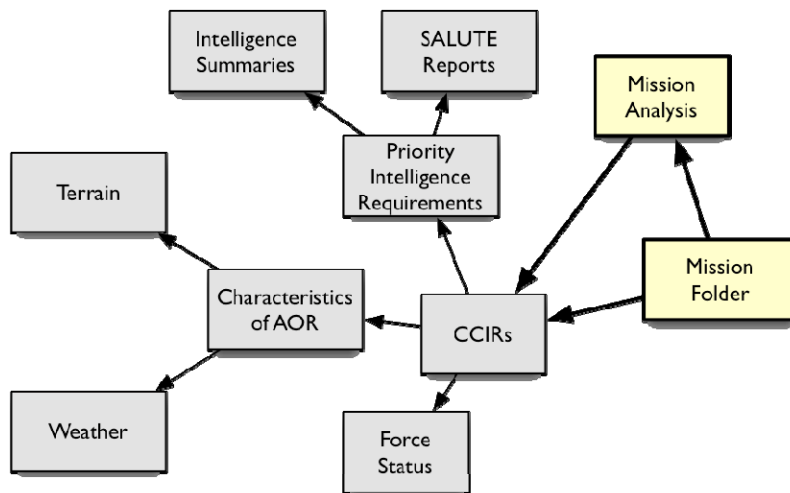 Intelligence
Summaries
SALUTE
Reports
Mission
Analysis
Priority
Intelligence
Requirements
Terrain
Mission
Folder
Characteristics
of AOR
CCIRs
Weather
Force
Status